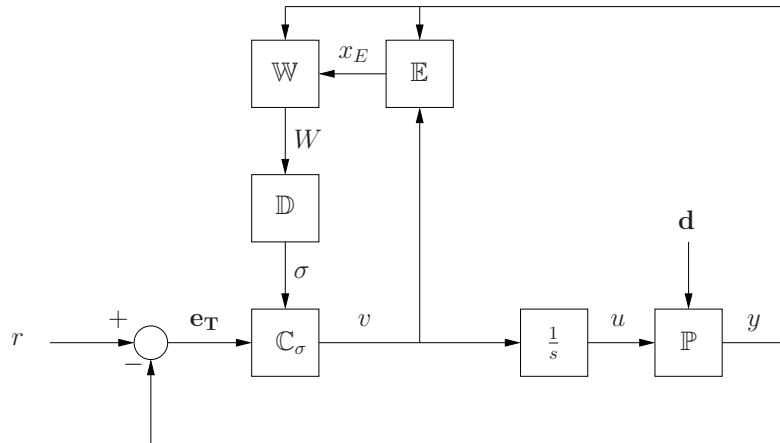 𝕎
x_E
𝔼
W
𝔻
d
σ
r
+
−
e_T
ℂ_σ
v
1/s
u
ℙ
y